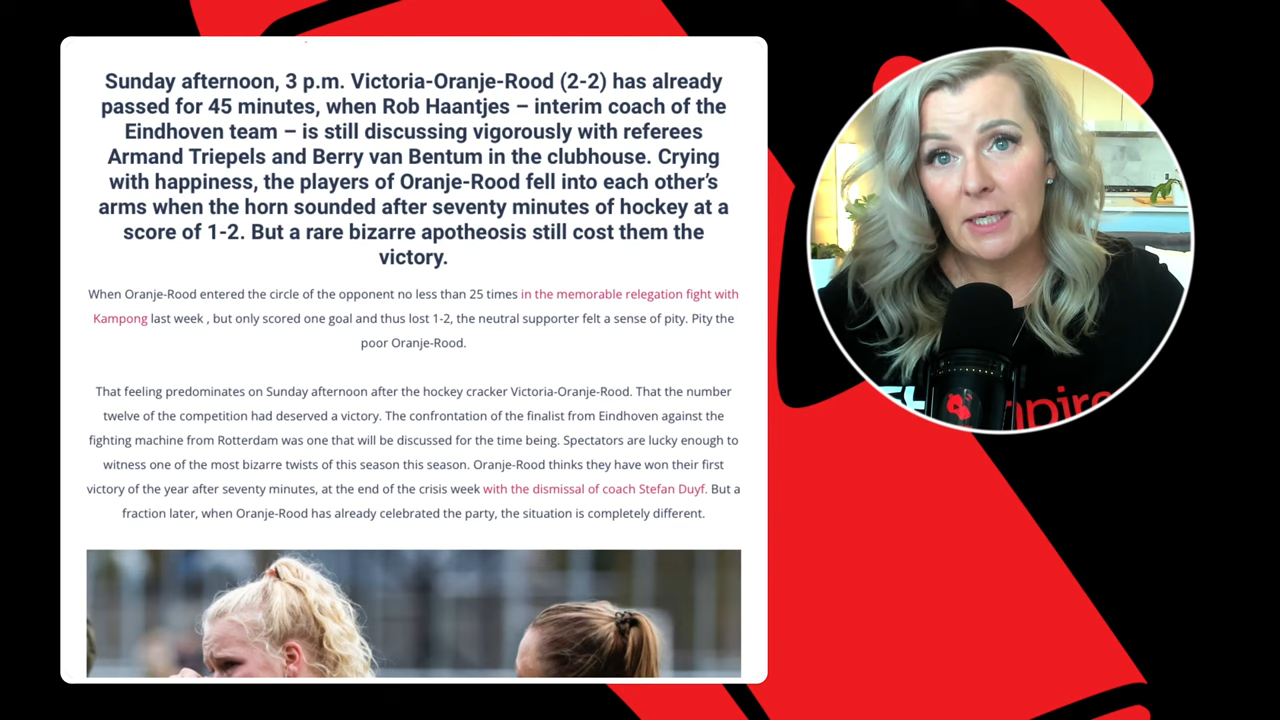 Sunday afternoon, 3 p.m. Victoria-Oranje-Rood (2-2) has already
passed for 45 minutes, when Rob Haantjes – interim coach of the
Eindhoven team – is still discussing vigorously with referees
Armand Triepels and Berry van Bentum in the clubhouse. Crying
with happiness, the players of Oranje-Rood fell into each other’s
arms when the horn sounded after seventy minutes of hockey at a
score of 1-2. But a rare bizarre apotheosis still cost them the
victory.
When Oranje-Rood entered the circle of the opponent no less than 25 times in the memorable relegation fight with
Kampong last week , but only scored one goal and thus lost 1-2, the neutral supporter felt a sense of pity. Pity the
poor Oranje-Rood.
That feeling predominates on Sunday afternoon after the hockey cracker Victoria-Oranje-Rood. That the number
twelve of the competition had deserved a victory. The confrontation of the finalist from Eindhoven against the
fighting machine from Rotterdam was one that will be discussed for the time being. Spectators are lucky enough to
witness one of the most bizarre twists of this season this season. Oranje-Rood thinks they have won their first
victory of the year after seventy minutes, at the end of the crisis week with the dismissal of coach Stefan Duyf. But a
fraction later, when Oranje-Rood has already celebrated the party, the situation is completely different.